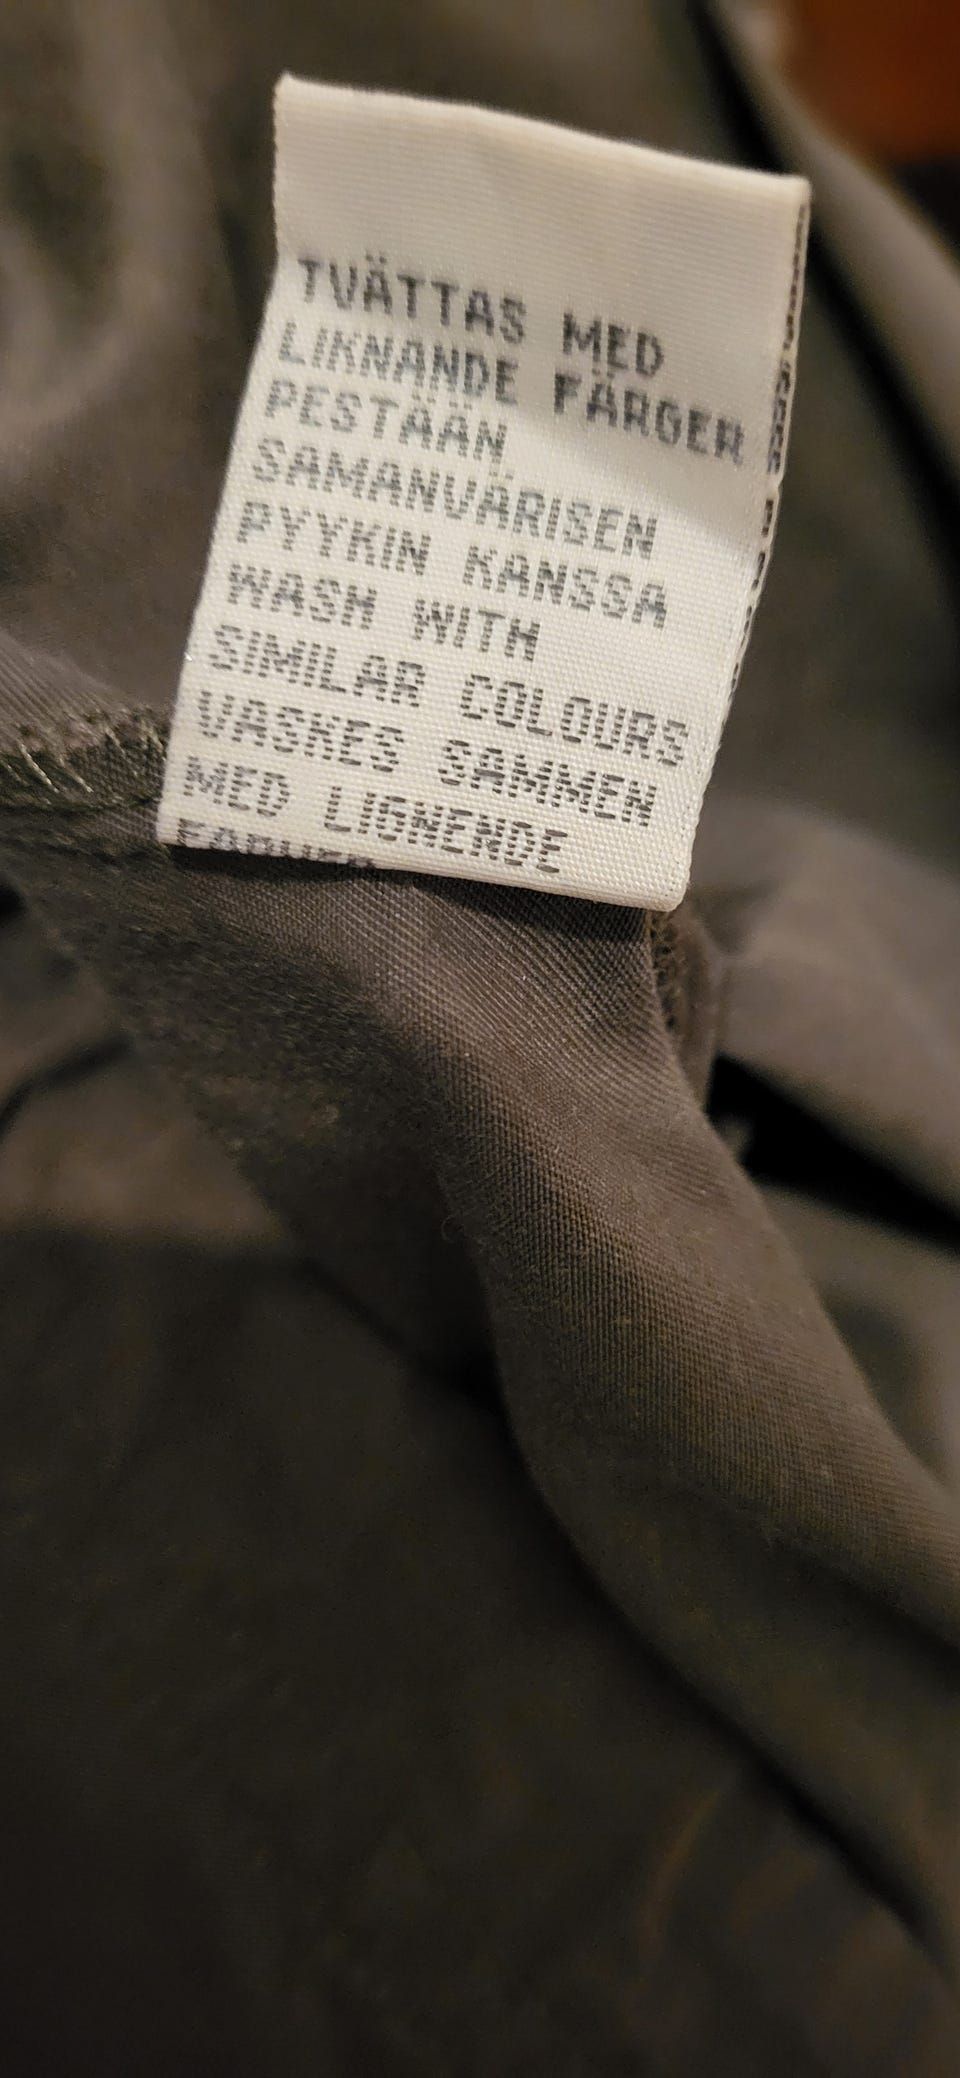 TVÄTTAS MED
LIKNANDE FÄRGER
PESTÄÄN
SAMANVÄRISEN
PYYKIN KANSSA
WASH WITH
SIMILAR COLOURS
VASKES SAMMEN
MED LIGNENDE